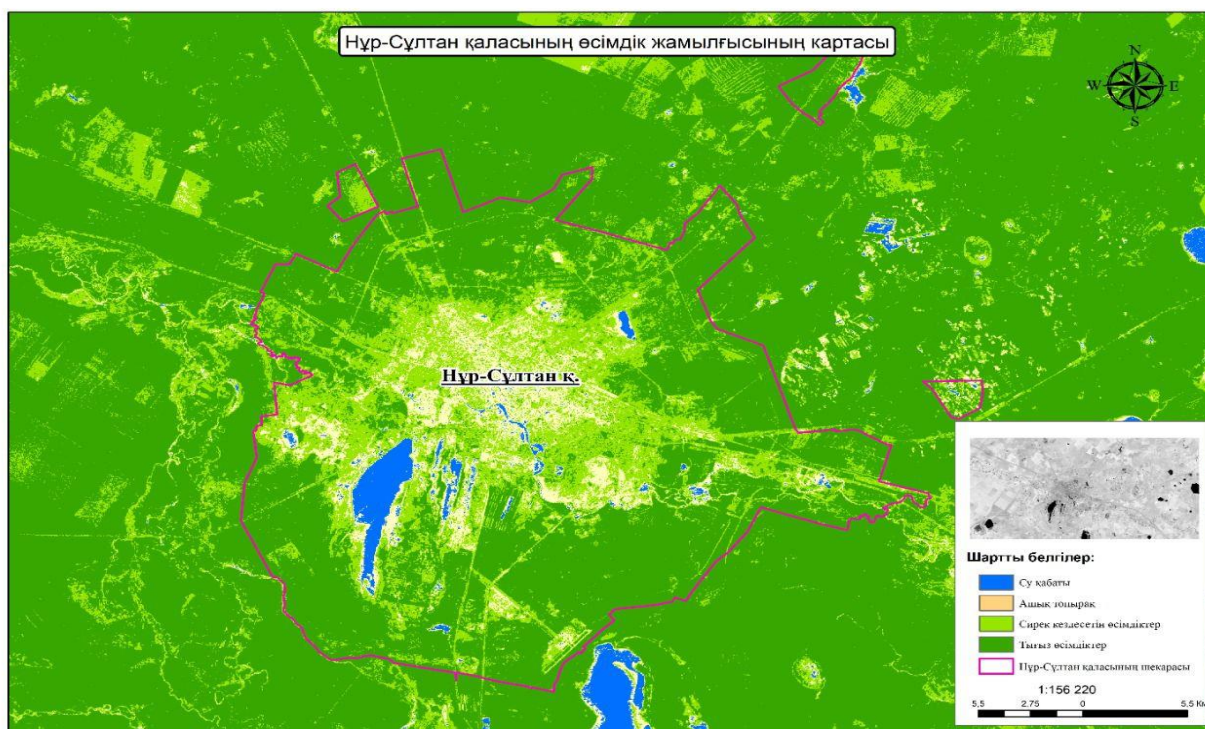 Нұр-Сұлтан қаласының өсімдік жамылғысының картасы
N
W E
S
Нұр-Сұлтан қ.
Шартты белгілер:
Су қабаты
Ашық топырақ
Сирек кездесетін өсімдіктер
Тығыз өсімдіктер
Нұр-Сұлтан қаласының шекарасы
1:156 220
5.5 2.75 0 5.5 Км